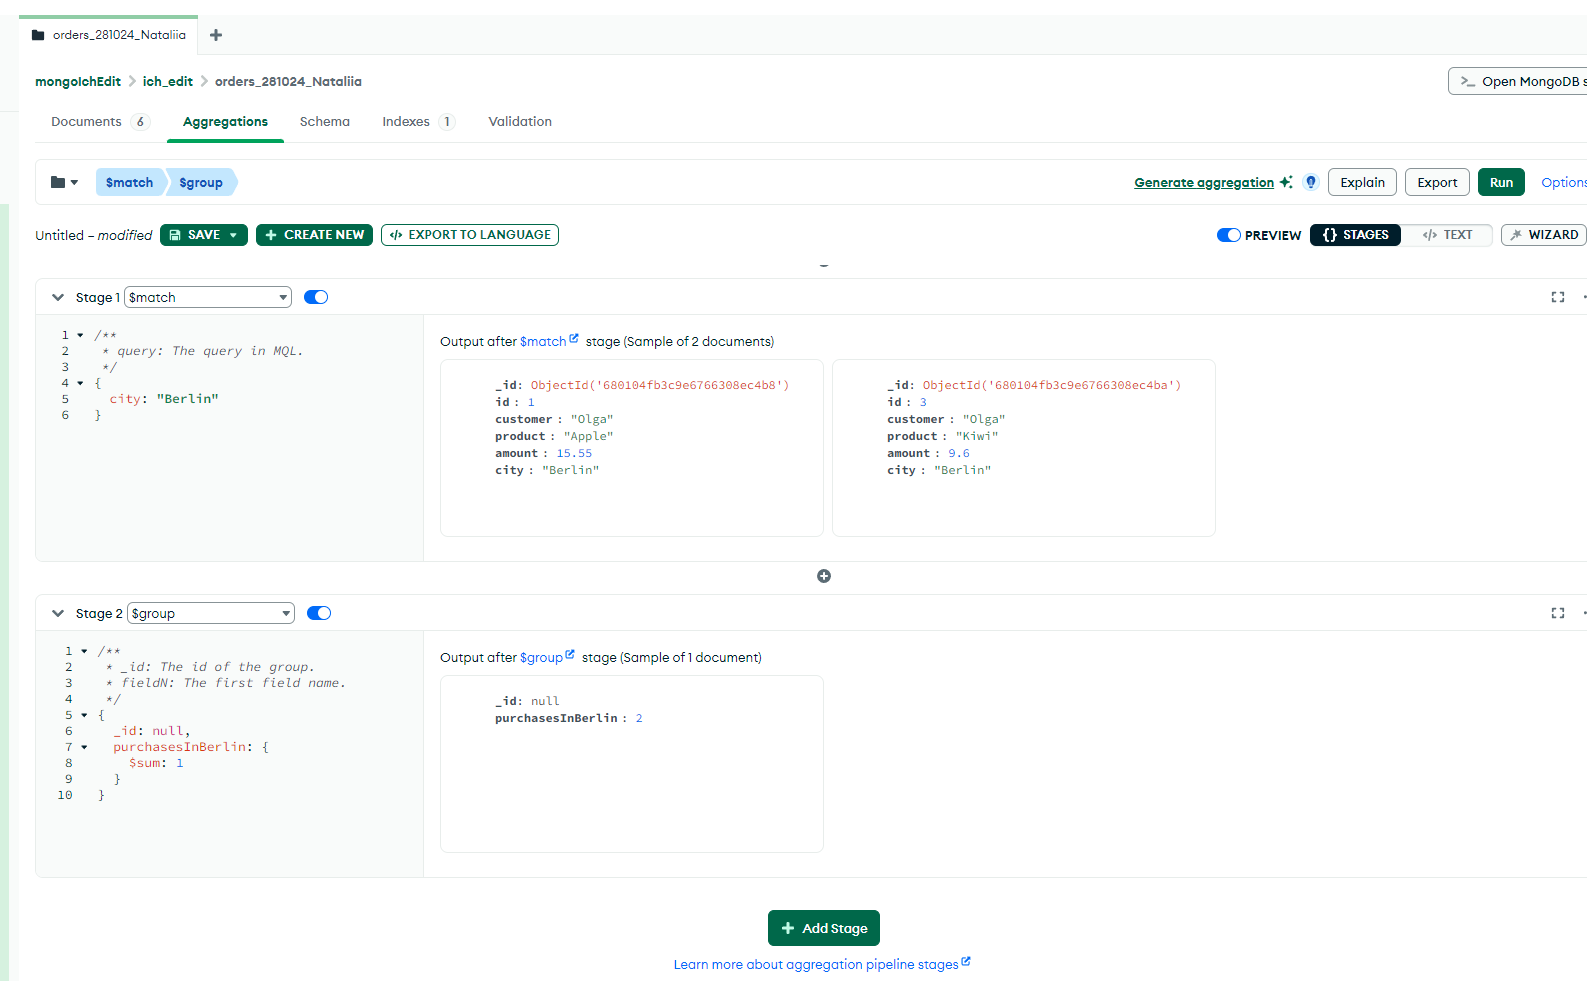 orders_281024_Nataliia
mongoIchEdit > ich_edit > orders_281024_Nataliia
>_ Open MongoDB s
Documents 6 Aggregations Schema Indexes 1 Validation
$match $group
Generate aggregation Explain Export Run Options
Untitled – modified SAVE + CREATE NEW </> EXPORT TO LANGUAGE
PREVIEW {} STAGES </> TEXT WIZARD
Stage 1 $match
1 /**
2 * query: The query in MQL.
3 */
4 {
5 city: "Berlin"
6 }
Output after $match stage (Sample of 2 documents)
_id: ObjectId('680104fb3c9e6766308ec4b8')
id : 1
customer : "Olga"
product : "Apple"
amount : 15.55
city : "Berlin"
_id: ObjectId('680104fb3c9e6766308ec4ba')
id : 3
customer : "Olga"
product : "Kiwi"
amount : 9.6
city : "Berlin"
Stage 2 $group
1 /**
2 * _id: The id of the group.
3 * fieldN: The first field name.
4 */
5 {
6 _id: null,
7 purchasesInBerlin: {
8 $sum: 1
9 }
10 }
Output after $group stage (Sample of 1 document)
_id: null
purchasesInBerlin : 2
+ Add Stage
Learn more about aggregation pipeline stages